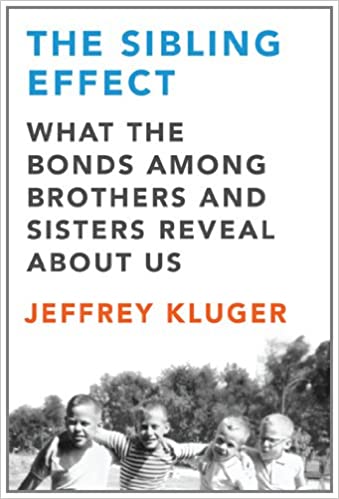 THE SIBLING
EFFECT
WHAT THE
BONDS AMONG
BROTHERS AND
SISTERS REVEAL
ABOUT US
JEFFREY KLUGER